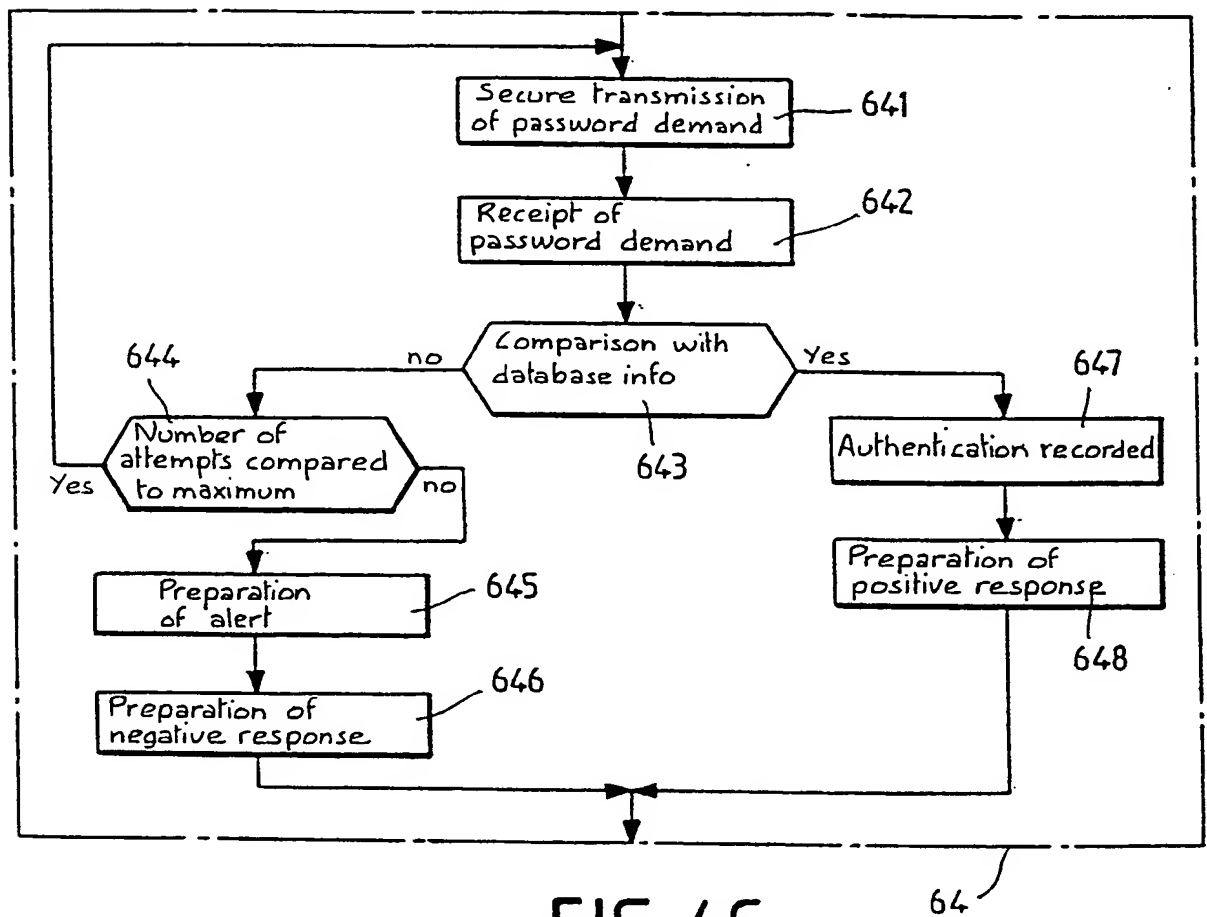 Secure transmission
of password demand
641
Receipt of
password demand
642
Comparison with
database info
643
no
Yes
644
Number of
attempts compared
to maximum
Yes
no
647
Authentication recorded
Preparation
of alert
645
Preparation of
positive response
648
Preparation of
negative response
646
64